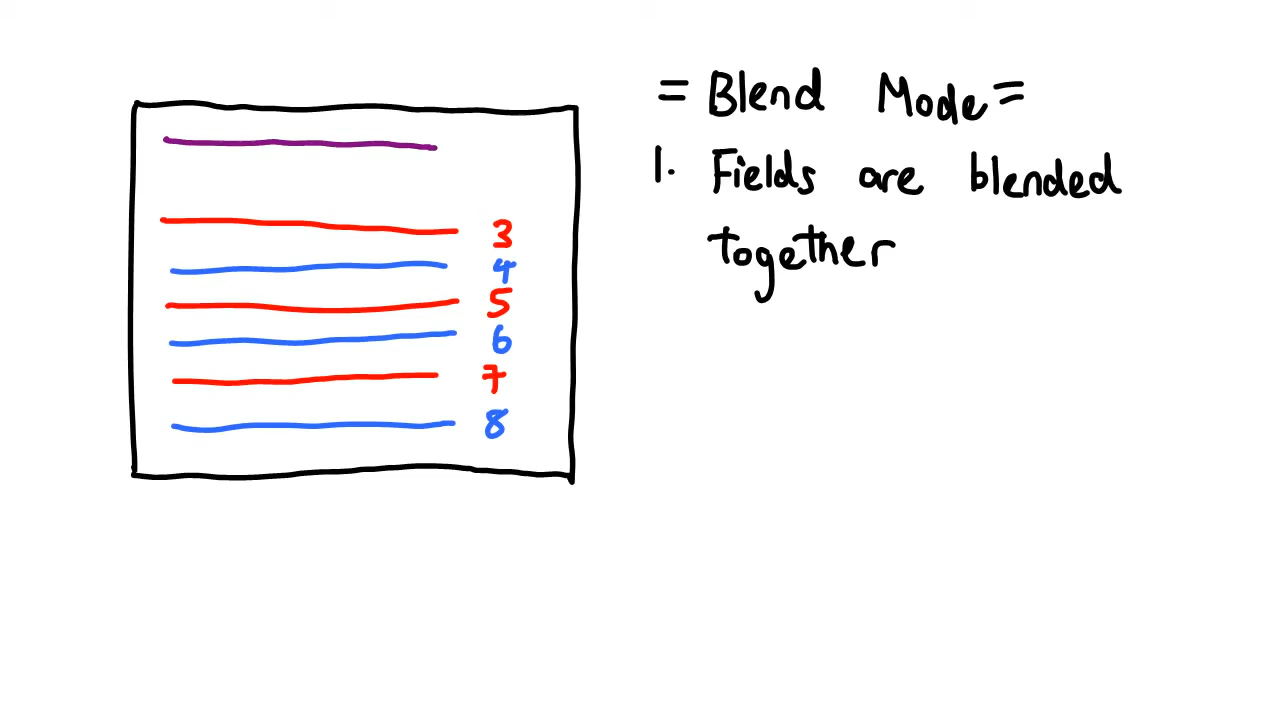 = Blend Mode =
1. Fields are blended
together
3
4
5
6
7
8